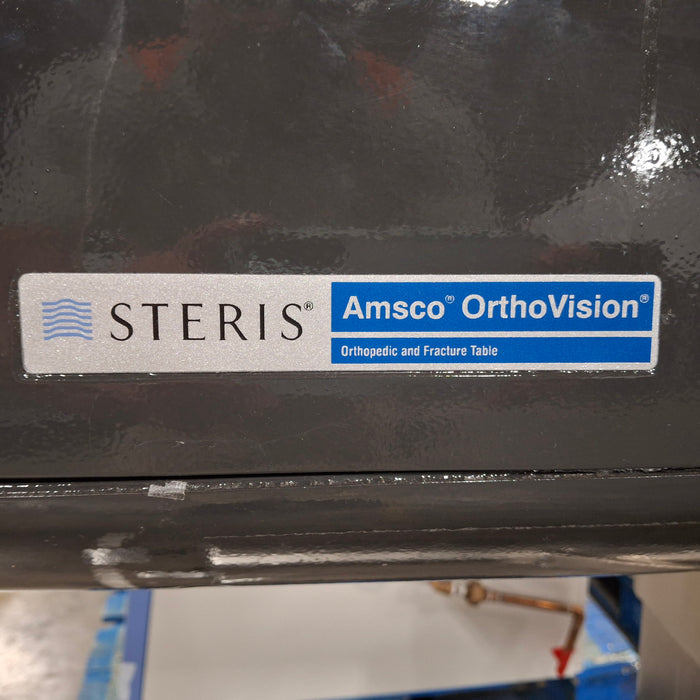 STERIS®
Amsco® OrthoVision®
Orthopedic and Fracture Table